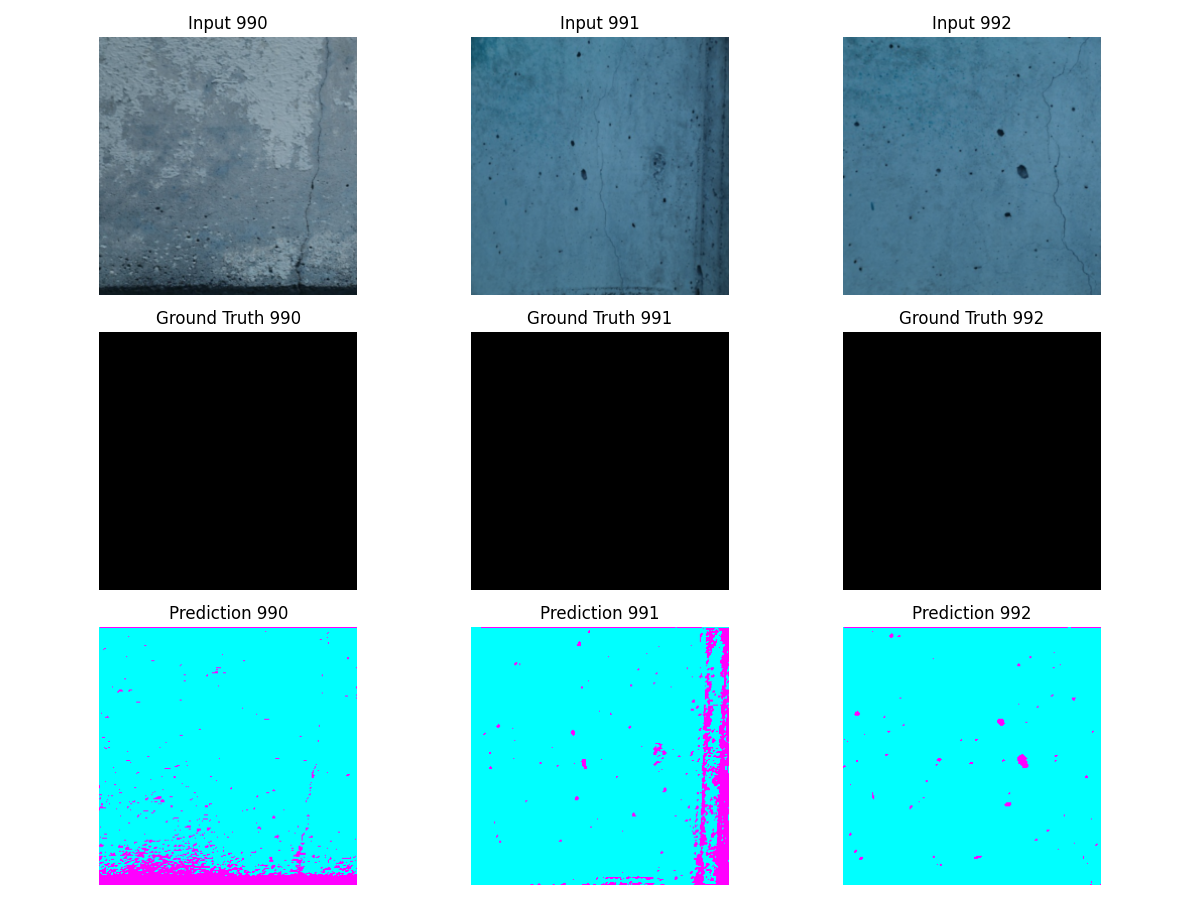 Input 990
Input 991
Input 992
Ground Truth 990
Ground Truth 991
Ground Truth 992
Prediction 990
Prediction 991
Prediction 992